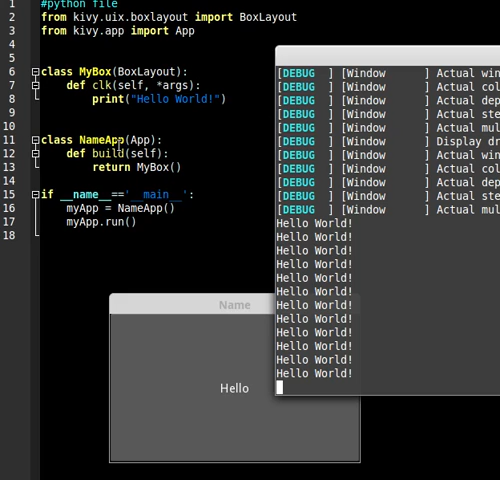 1 #python file
2 from kivy.uix.boxlayout import BoxLayout
3 from kivy.app import App
4
5
6 class MyBox(BoxLayout):
7 def clk(self, *args):
8 print("Hello World!")
9
10
11 class NameApp(App):
12 def build(self):
13 return MyBox()
14
15 if __name__=='__main__':
16 myApp = NameApp()
17 myApp.run()
18
[DEBUG ] [Window ] Actual win
[DEBUG ] [Window ] Actual col
[DEBUG ] [Window ] Actual dep
[DEBUG ] [Window ] Actual ste
[DEBUG ] [Window ] Actual mul
[DEBUG ] [Window ] Display dr
[DEBUG ] [Window ] Actual win
[DEBUG ] [Window ] Actual col
[DEBUG ] [Window ] Actual dep
[DEBUG ] [Window ] Actual ste
[DEBUG ] [Window ] Actual mul
Hello World!
Hello World!
Hello World!
Hello World!
Hello World!
Hello World!
Hello World!
Hello World!
Hello World!
Hello World!
Hello World!
Hello World!
Name
Hello